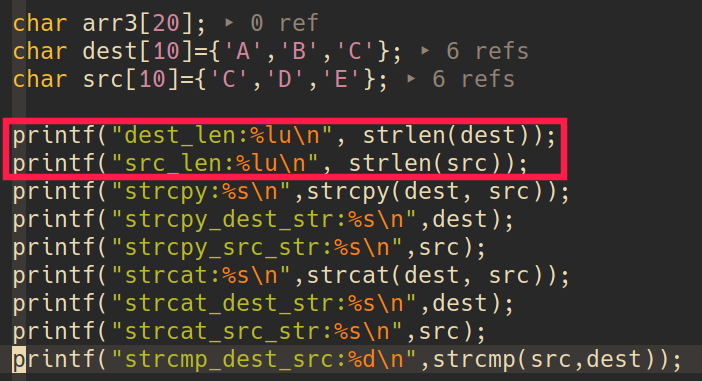 char arr3[20]; ▸ 0 ref
char dest[10]={'A','B','C'}; ▸ 6 refs
char src[10]={'C','D','E'}; ▸ 6 refs
printf("dest_len:%lu\n", strlen(dest));
printf("src_len:%lu\n", strlen(src));
printf("strcpy:%s\n",strcpy(dest, src));
printf("strcpy_dest_str:%s\n",dest);
printf("strcpy_src_str:%s\n",src);
printf("strcat:%s\n",strcat(dest, src));
printf("strcat_dest_str:%s\n",dest);
printf("strcat_src_str:%s\n",src);
printf("strcmp_dest_src:%d\n",strcmp(src,dest));